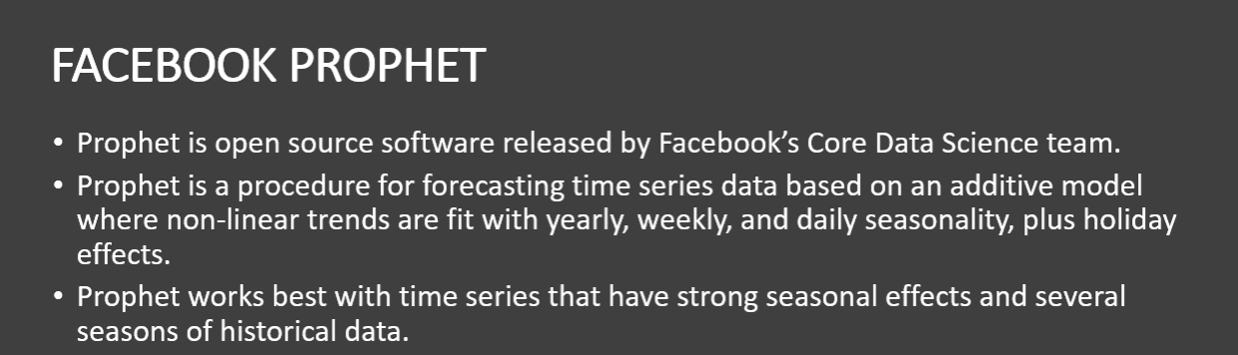 FACEBOOK PROPHET
• Prophet is open source software released by Facebook’s Core Data Science team.
• Prophet is a procedure for forecasting time series data based on an additive model
where non-linear trends are fit with yearly, weekly, and daily seasonality, plus holiday
effects.
• Prophet works best with time series that have strong seasonal effects and several
seasons of historical data.